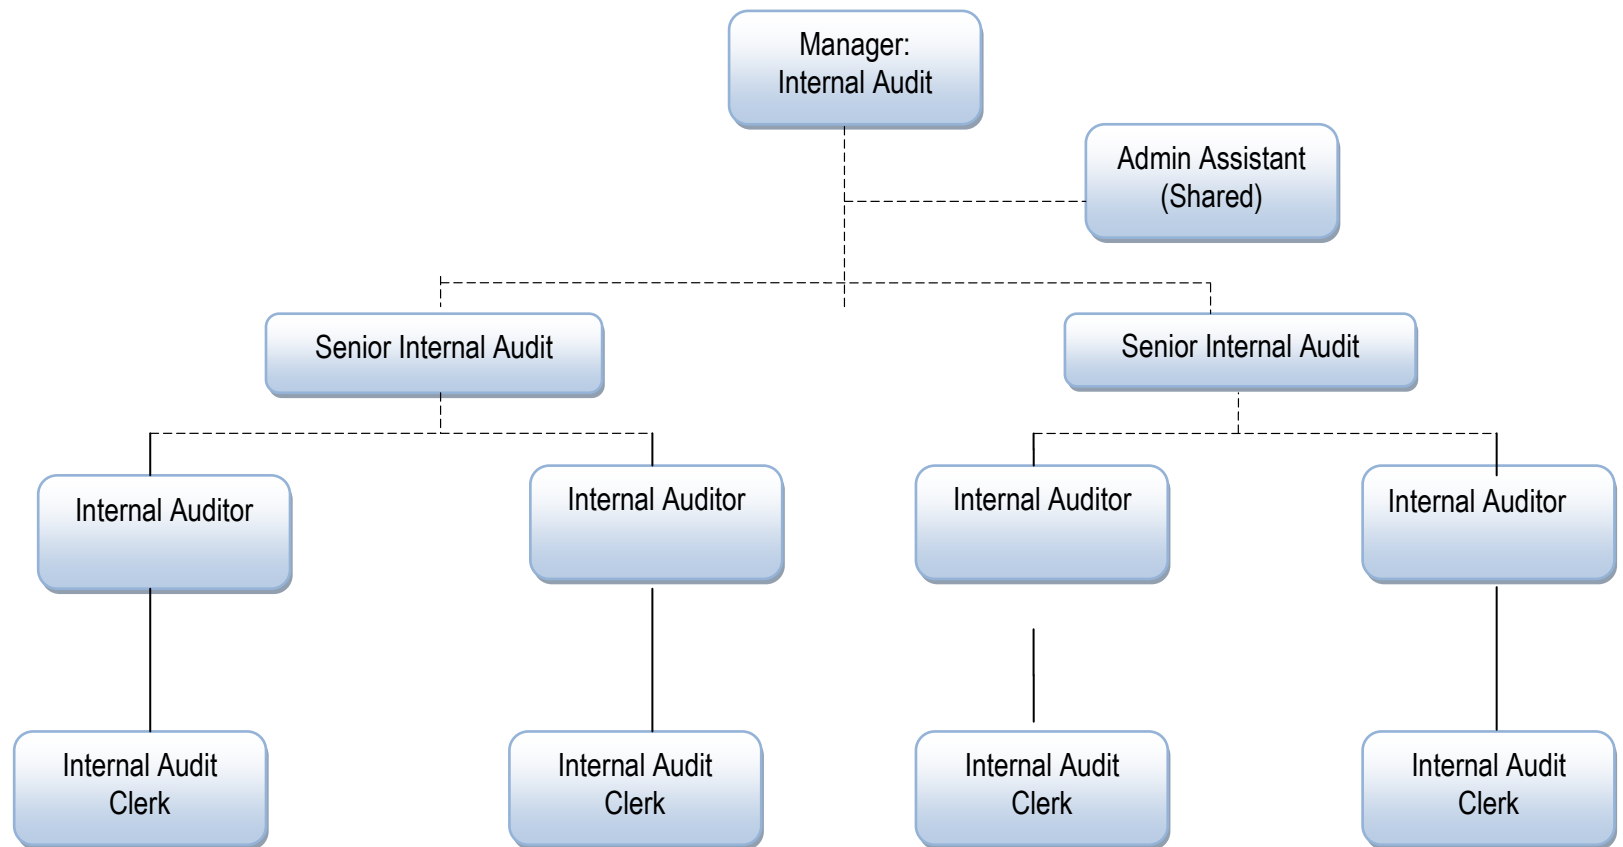 Manager:
Internal Audit
Admin Assistant
(Shared)
Senior Internal Audit
Senior Internal Audit
Internal Auditor
Internal Auditor
Internal Auditor
Internal Auditor
Internal Audit
Clerk
Internal Audit
Clerk
Internal Audit
Clerk
Internal Audit
Clerk